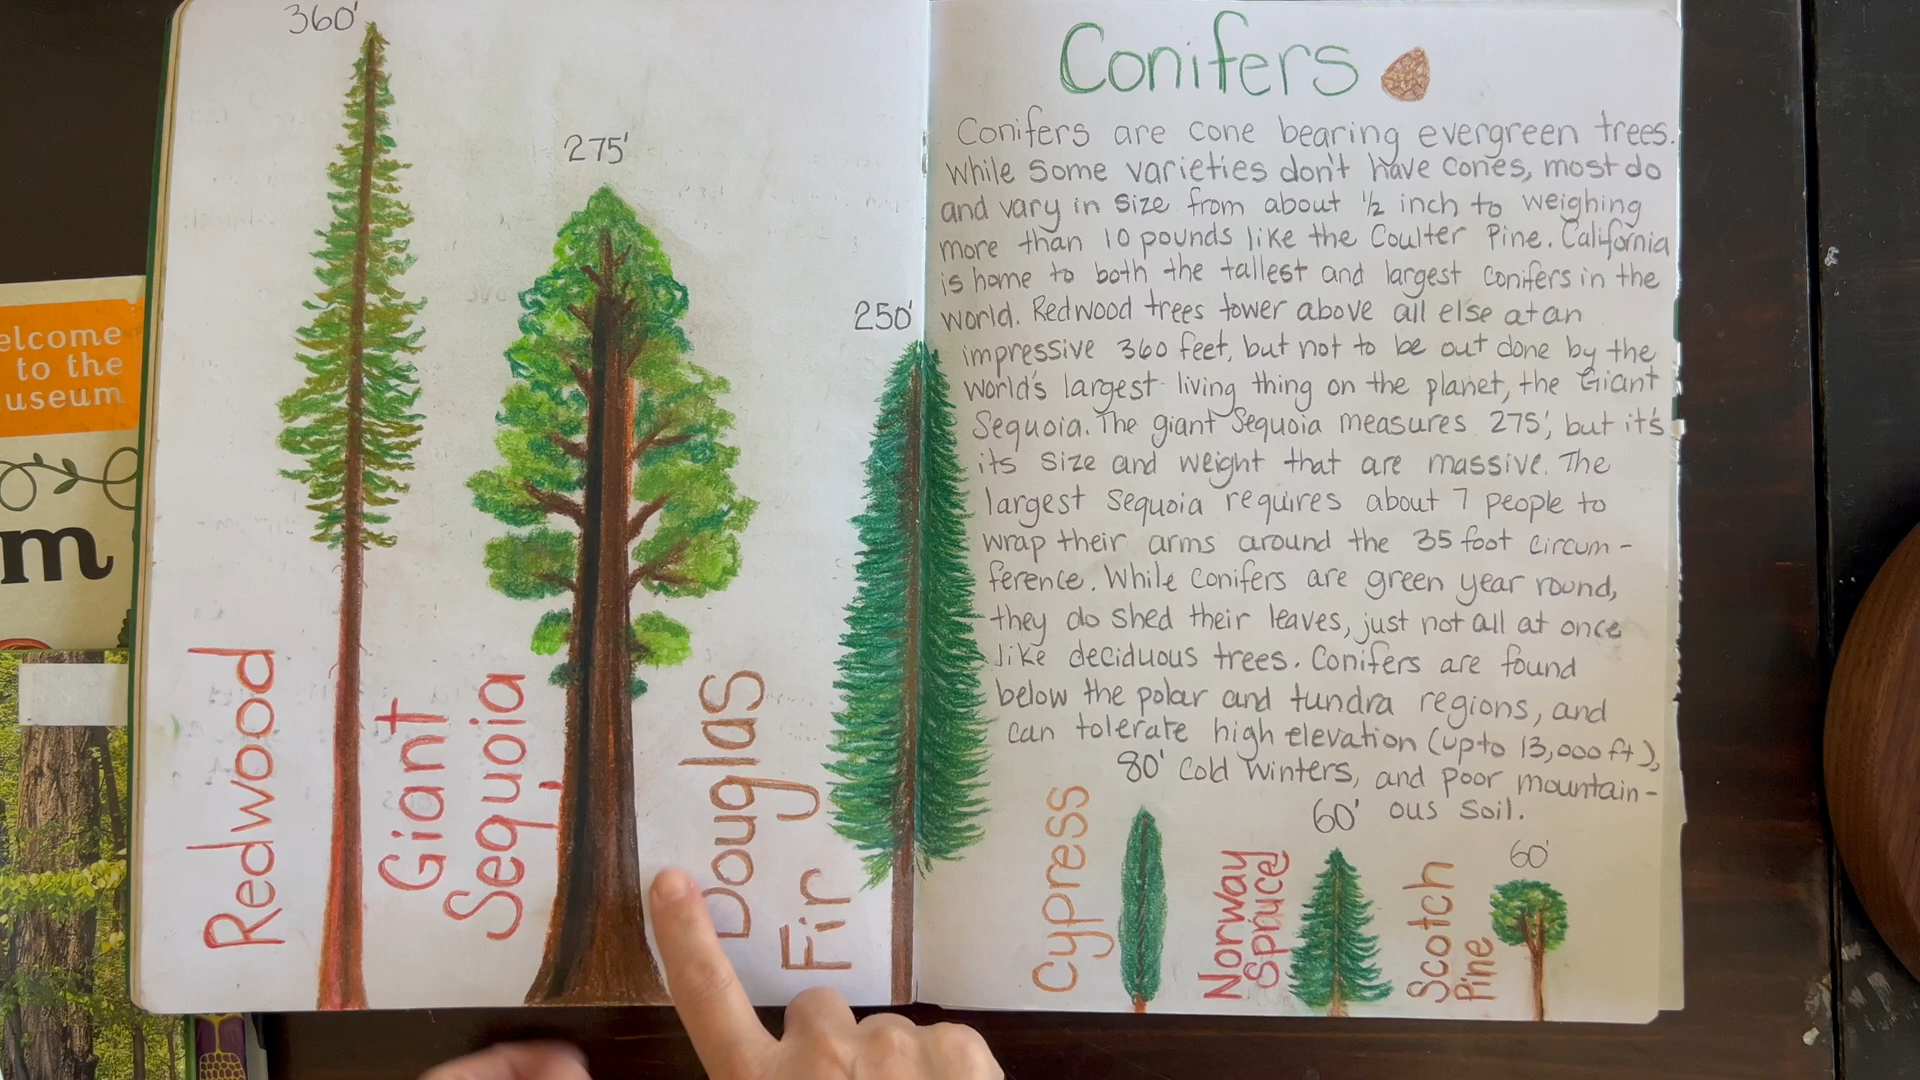 360'
275'
250'
Redwood
Giant
Sequoia
Douglas
Fir
Conifers
Conifers are cone bearing evergreen trees.
While some varieties don't have cones, most do
and vary in size from about ½ inch to weighing
more than 10 pounds like the Coulter Pine. California
is home to both the tallest and largest conifers in the
world. Redwood trees tower above all else at an
impressive 360 feet, but not to be out done by the
world's largest living thing on the planet, the Giant
Sequoia. The giant Sequoia measures 275', but it's
its size and weight that are massive. The
largest sequoia requires about 7 people to
wrap their arms around the 35 foot circum-
ference. While conifers are green year round,
they do shed their leaves, just not all at once
like deciduous trees. Conifers are found
below the polar and tundra regions, and
can tolerate high elevation (up to 13,000 ft),
cold winters, and poor mountain-
ous soil.
80'
Cypress
60'
Norway
Spruce
60'
Scotch
Pine
elcome
to the
useum
m